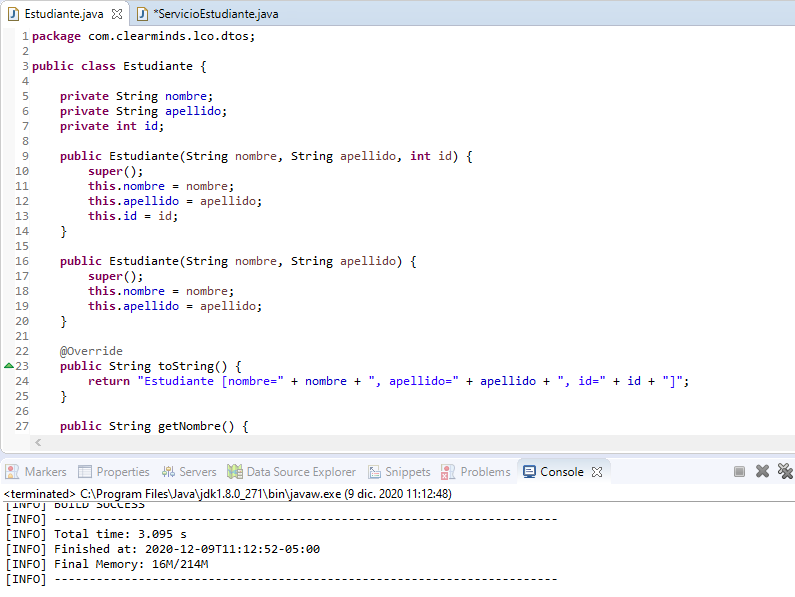 Estudiante.java *ServicioEstudiante.java
1 package com.clearminds.lco.dtos;
2
3 public class Estudiante {
4
5 private String nombre;
6 private String apellido;
7 private int id;
8
9 public Estudiante(String nombre, String apellido, int id) {
10 super();
11 this.nombre = nombre;
12 this.apellido = apellido;
13 this.id = id;
14 }
15
16 public Estudiante(String nombre, String apellido) {
17 super();
18 this.nombre = nombre;
19 this.apellido = apellido;
20 }
21
22 @Override
23 public String toString() {
24 return "Estudiante [nombre=" + nombre + ", apellido=" + apellido + ", id=" + id + "]";
25 }
26
27 public String getNombre() {
Markers Properties Servers Data Source Explorer Snippets Problems Console
<terminated> C:\Program Files\Java\jdk1.8.0_271\bin\javaw.exe (9 dic. 2020 11:12:48)
[INFO] BUILD SUCCESS
[INFO] ------------------------------------------------------------------------
[INFO] Total time: 3.095 s
[INFO] Finished at: 2020-12-09T11:12:52-05:00
[INFO] Final Memory: 16M/214M
[INFO] ------------------------------------------------------------------------